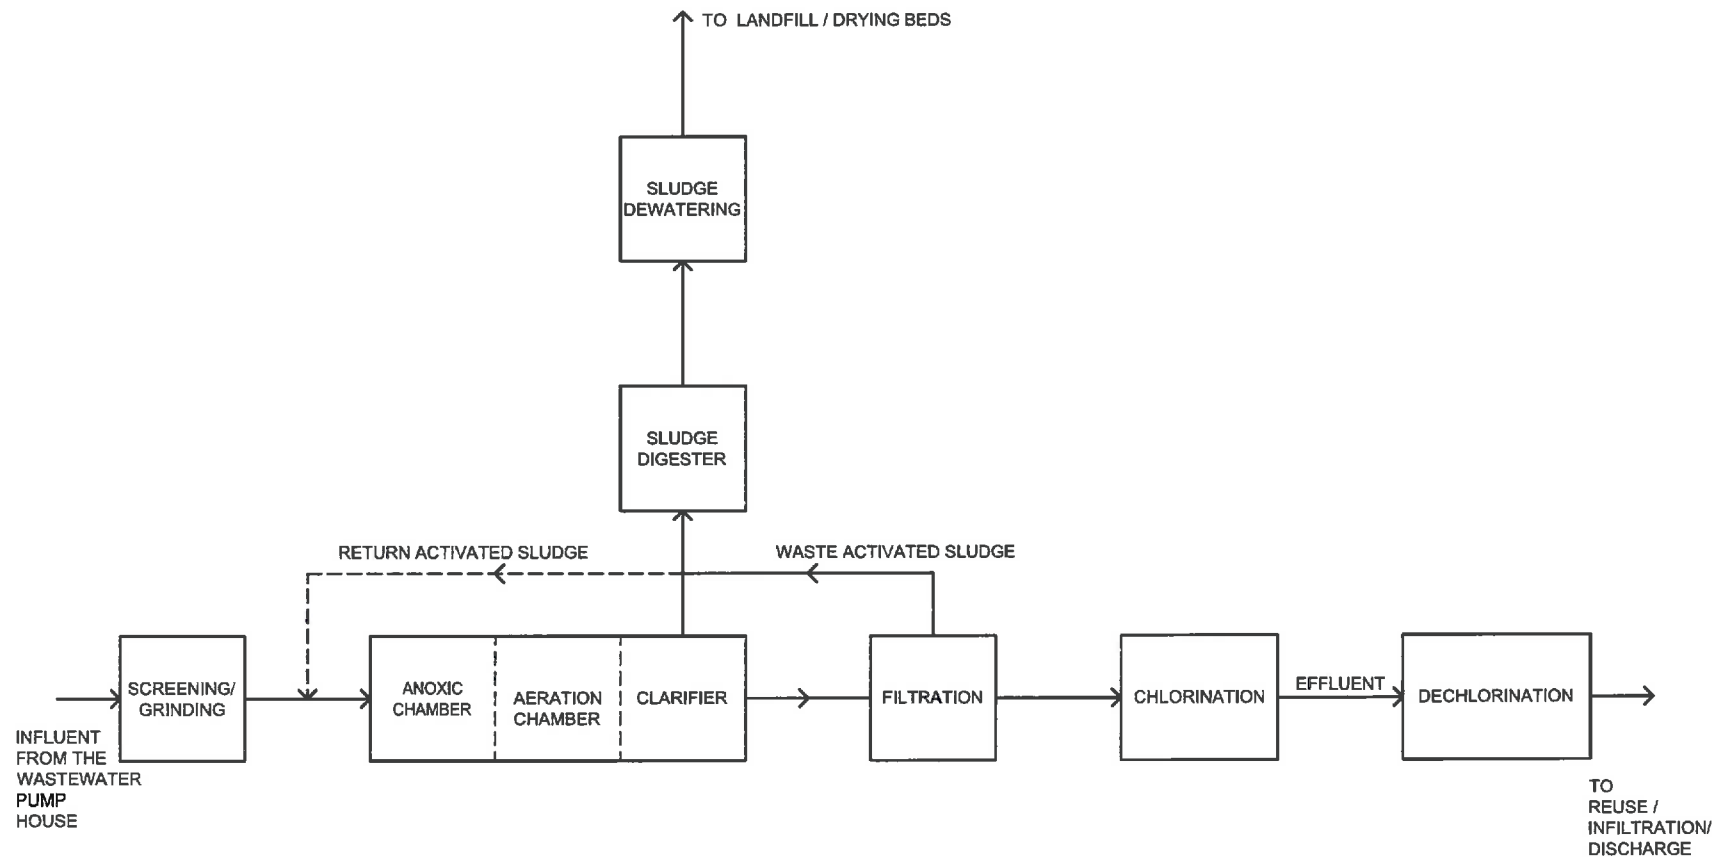 TO LANDFILL / DRYING BEDS
SLUDGE
DEWATERING
SLUDGE
DIGESTER
RETURN ACTIVATED SLUDGE
WASTE ACTIVATED SLUDGE
SCREENING/
GRINDING
ANOXIC
CHAMBER
AERATION
CHAMBER
CLARIFIER
FILTRATION
CHLORINATION
EFFLUENT
DECHLORINATION
INFLUENT
FROM THE
WASTEWATER
PUMP
HOUSE
TO
REUSE /
INFILTRATION/
DISCHARGE